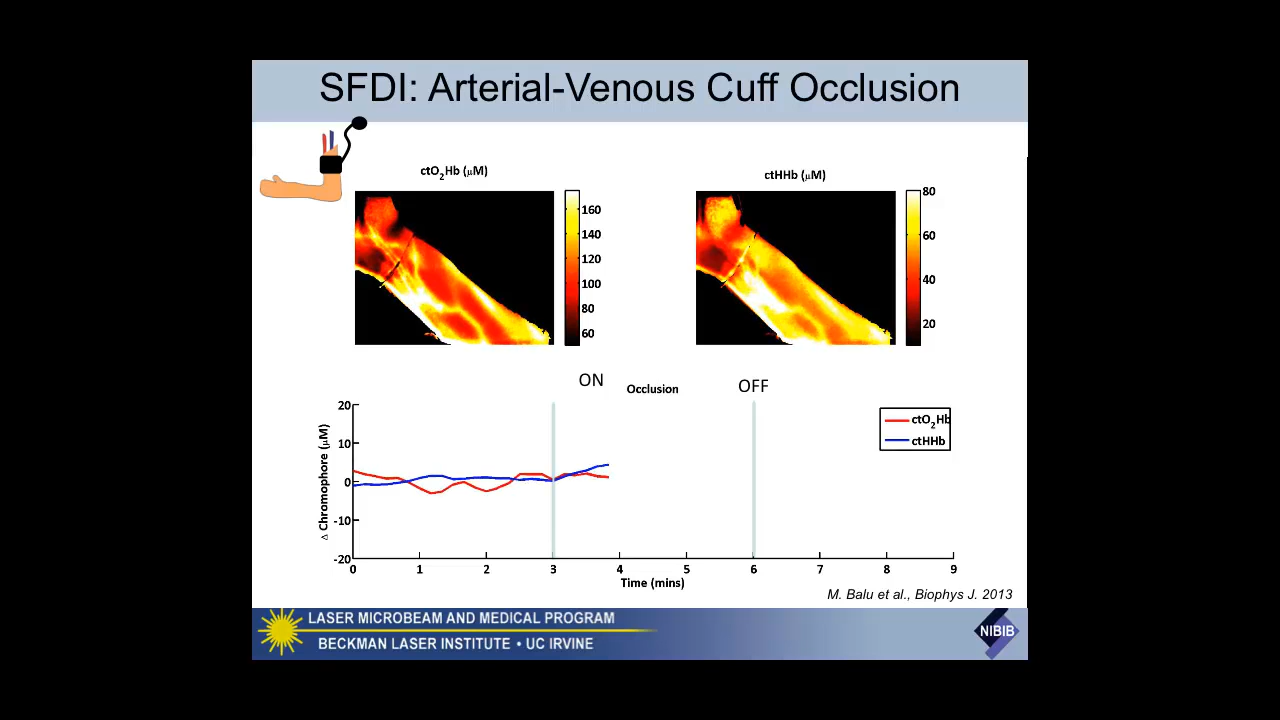 SFDI: Arterial-Venous Cuff Occlusion
ctO2Hb (μM)
160
140
120
100
80
60
ctHHb (μM)
80
60
40
20
ON
Occlusion
OFF
20
10
0
-10
-20
Δ Chromophore (μM)
ctO2Hb
ctHHb
0 1 2 3 4 5 6 7 8 9
Time (mins)
M. Balu et al., Biophys J. 2013
LASER MICROBEAM AND MEDICAL PROGRAM
BECKMAN LASER INSTITUTE • UC IRVINE
NIBIB